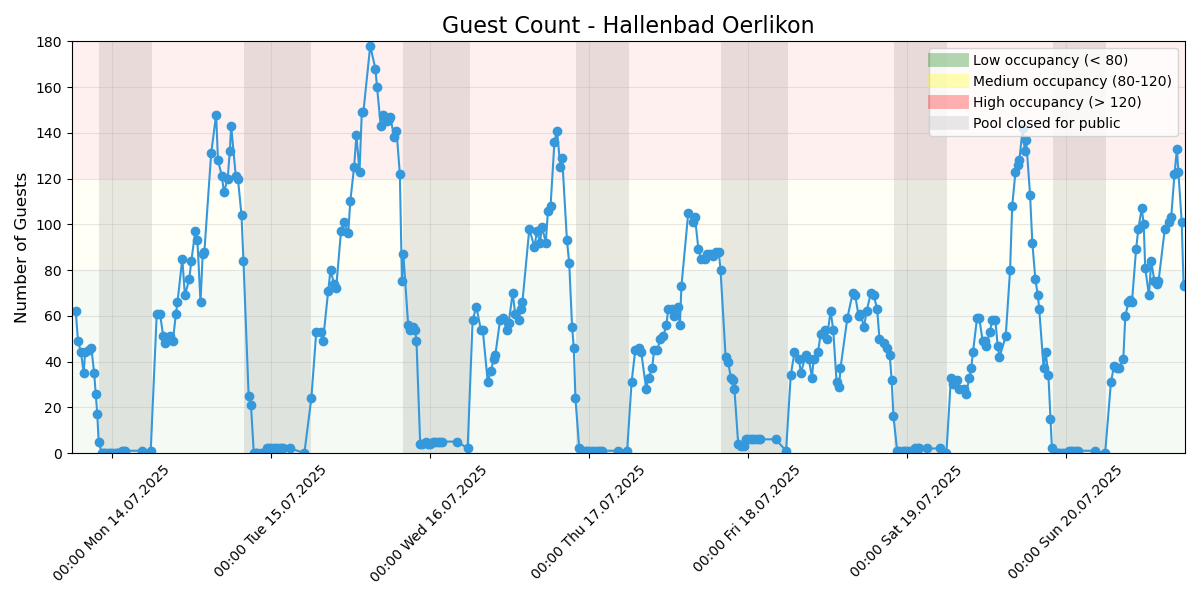 Guest Count - Hallenbad Oerlikon
Number of Guests
180
160
140
120
100
80
60
40
20
0
Low occupancy (< 80)
Medium occupancy (80-120)
High occupancy (> 120)
Pool closed for public
00:00 Mon 14.07.2025
00:00 Tue 15.07.2025
00:00 Wed 16.07.2025
00:00 Thu 17.07.2025
00:00 Fri 18.07.2025
00:00 Sat 19.07.2025
00:00 Sun 20.07.2025